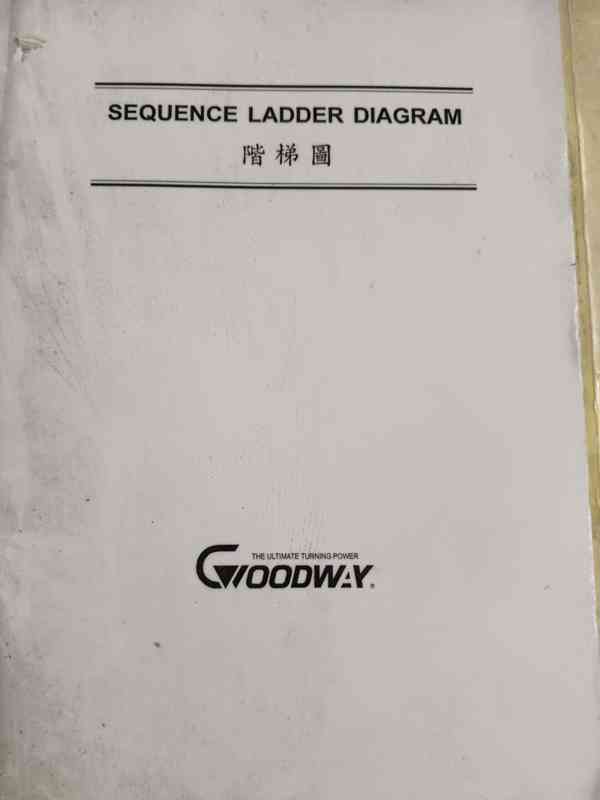 SEQUENCE LADDER DIAGRAM
階梯圖
THE ULTIMATE TURNING POWER
GOODWAY®